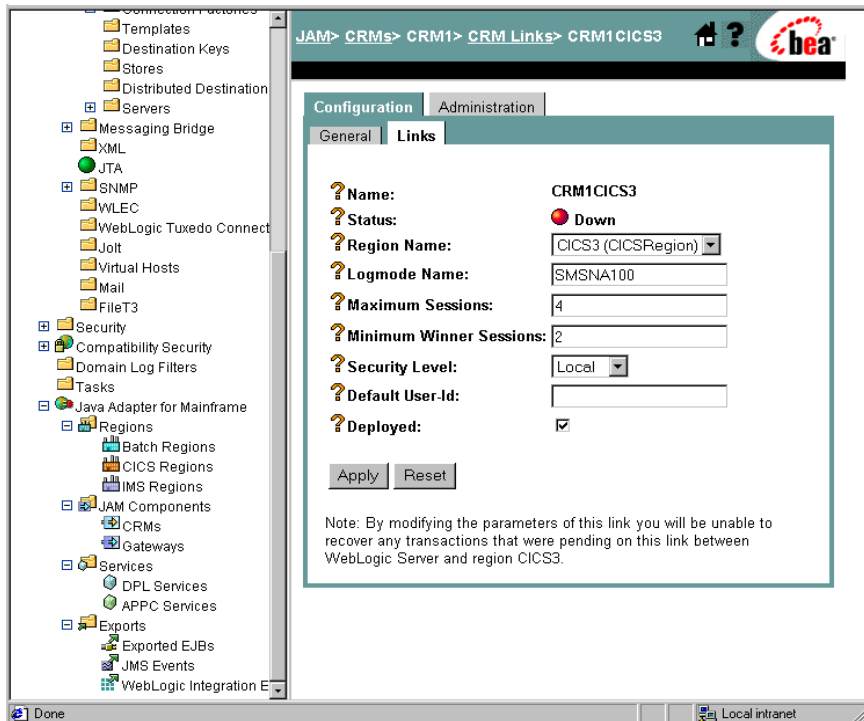 Connection Factories
Templates
Destination Keys
Stores
Distributed Destination
Servers
Messaging Bridge
XML
JTA
SNMP
WLEC
WebLogic Tuxedo Connect
Jolt
Virtual Hosts
Mail
FileT3
Security
Compatibility Security
Domain Log Filters
Tasks
Java Adapter for Mainframe
Regions
Batch Regions
CICS Regions
IMS Regions
JAM Components
CRMs
Gateways
Services
DPL Services
APPC Services
Exports
Exported EJBs
JMS Events
WebLogic Integration E
JAM> CRMs> CRM1> CRM Links> CRM1CICS3
? bea
Configuration Administration
General Links
? Name: CRM1CICS3
? Status: Down
? Region Name: CICS3 (CICSRegion)
? Logmode Name: SMSNA100
? Maximum Sessions: 4
? Minimum Winner Sessions: 2
? Security Level: Local
? Default User-Id:
? Deployed:
Apply Reset
Note: By modifying the parameters of this link you will be unable to
recover any transactions that were pending on this link between
WebLogic Server and region CICS3.
Done Local intranet